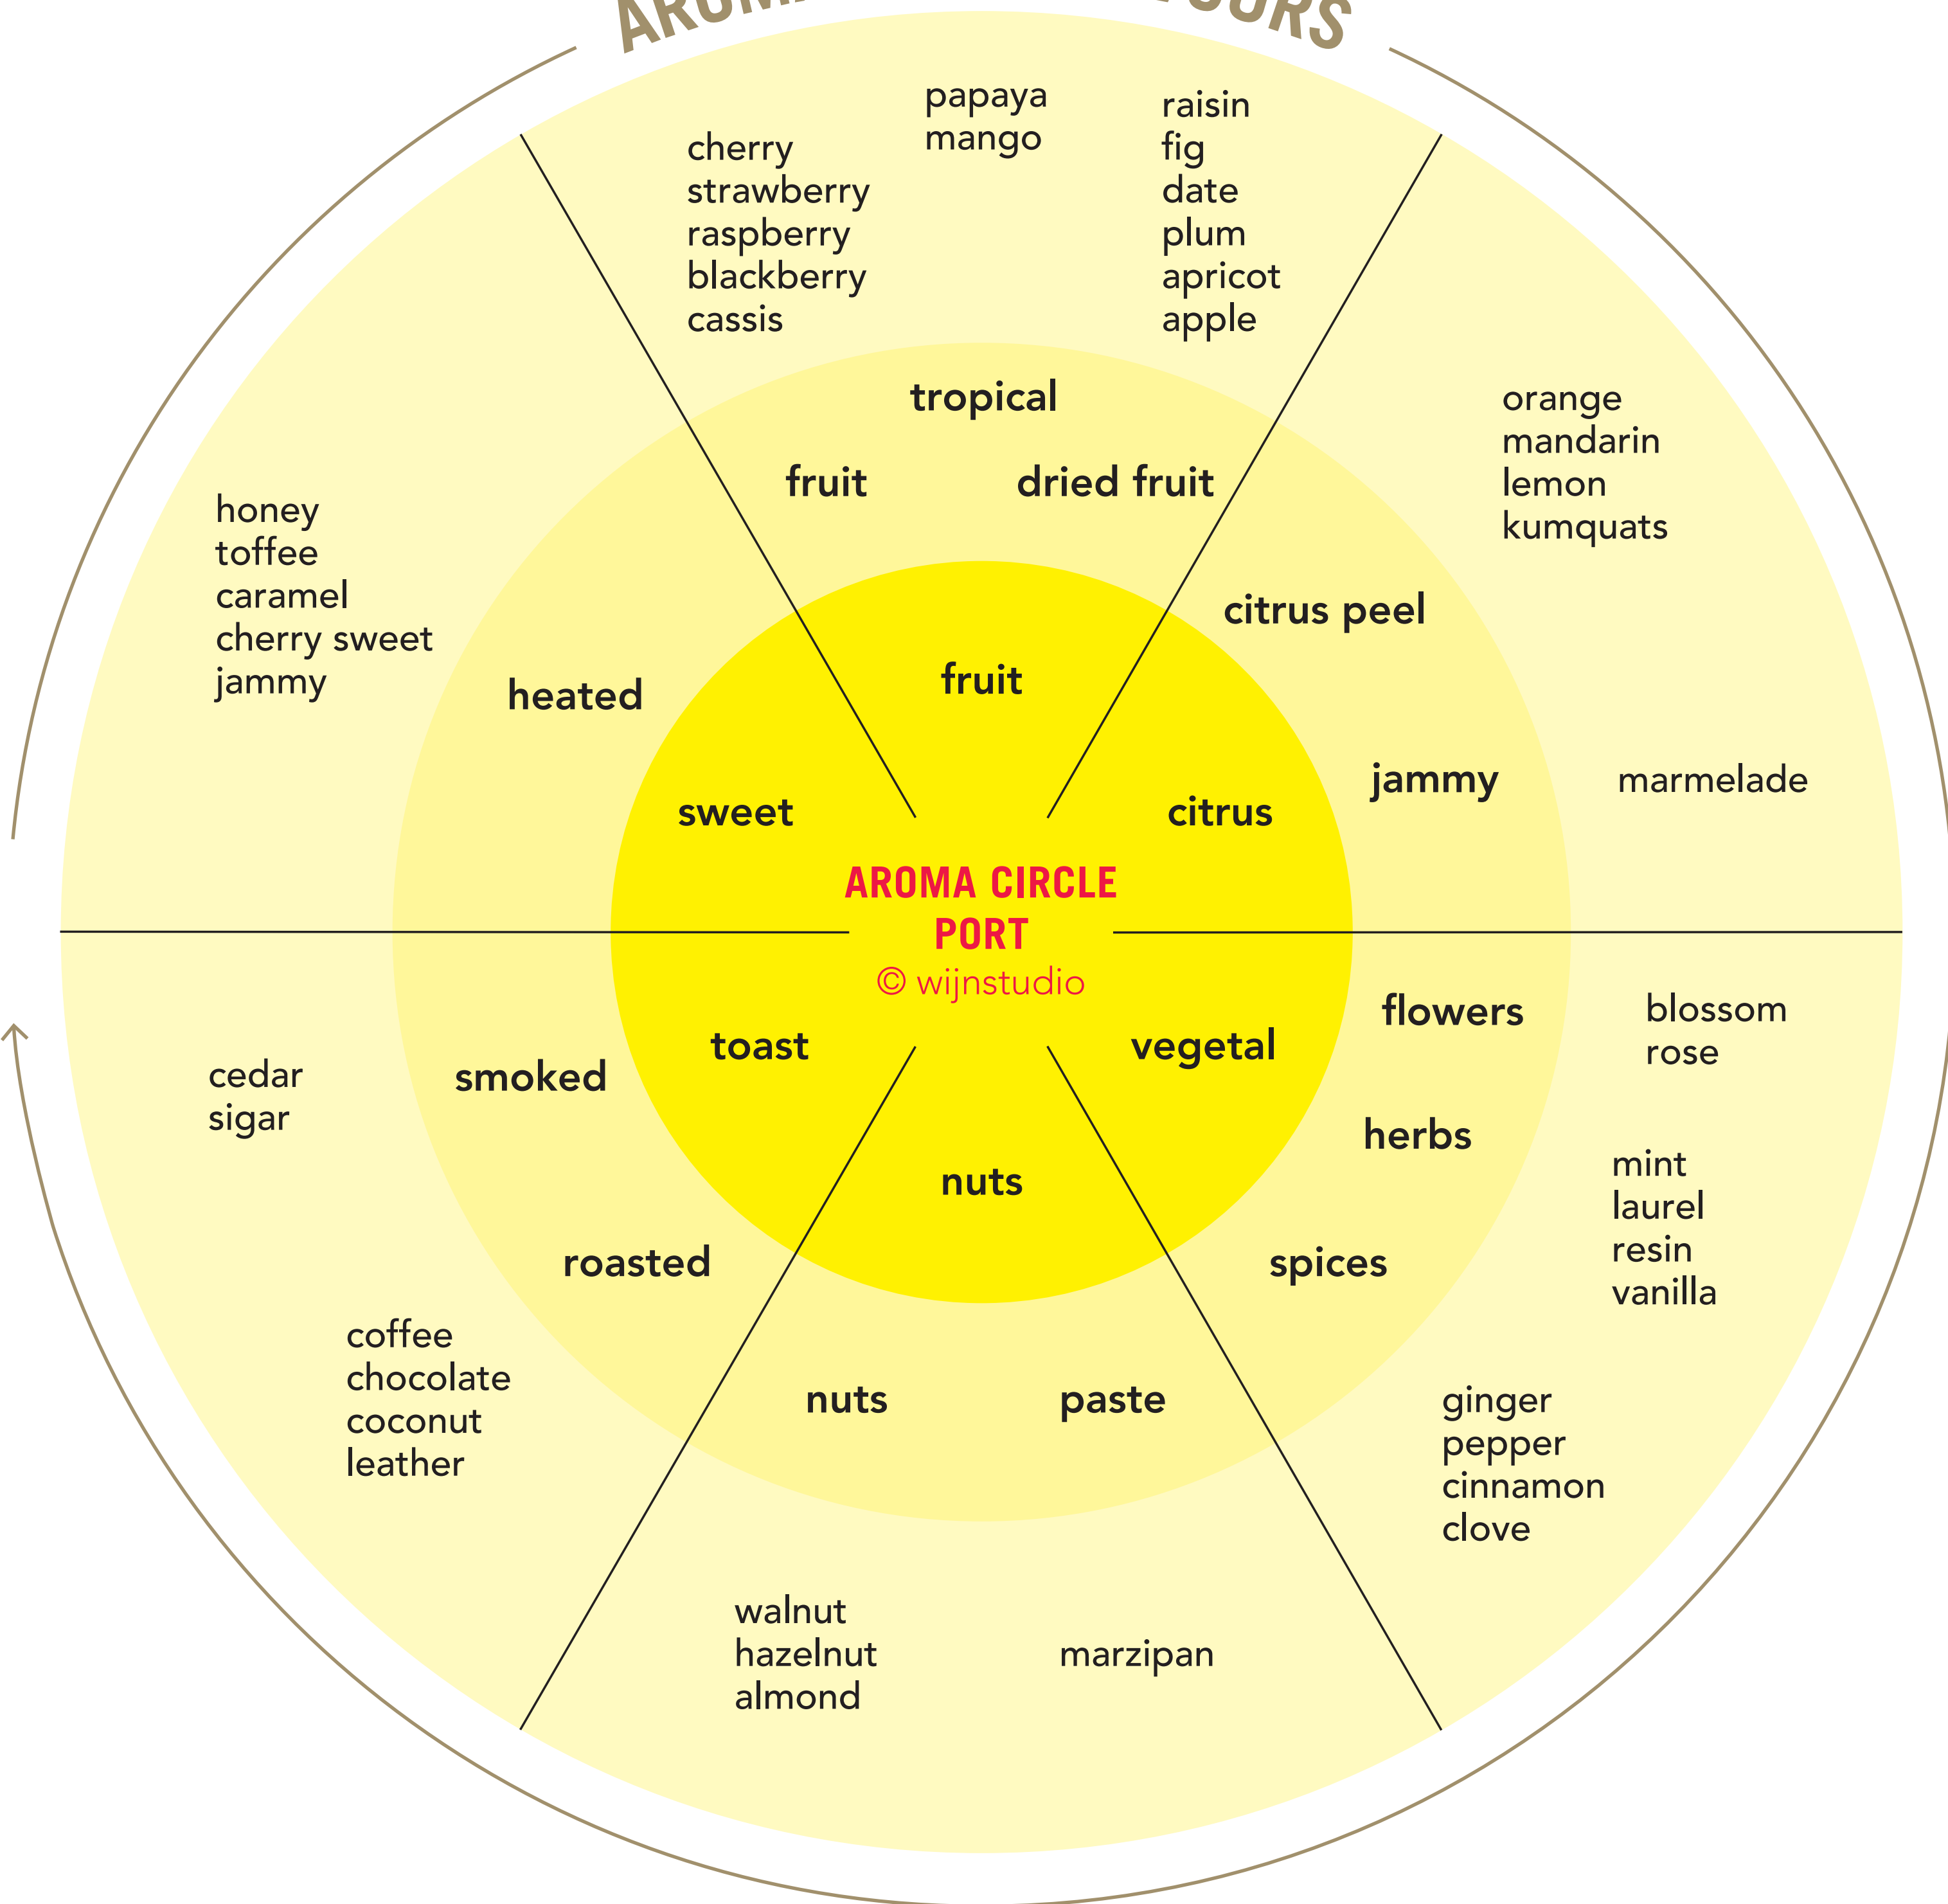 papaya
mango
raisin
fig
date
plum
apricot
apple
cherry
strawberry
raspberry
blackberry
cassis
tropical
fruit
dried fruit
fruit
orange
mandarin
lemon
kumquats
citrus peel
jammy
marmelade
citrus
honey
toffee
caramel
cherry sweet
jammy
heated
sweet
AROMA CIRCLE
PORT
© wijnstudio
toast
smoked
cedar
sigar
roasted
coffee
chocolate
coconut
leather
vegetal
flowers
blossom
rose
herbs
mint
laurel
resin
vanilla
spices
ginger
pepper
cinnamon
clove
nuts
nuts
paste
walnut
hazelnut
almond
marzipan